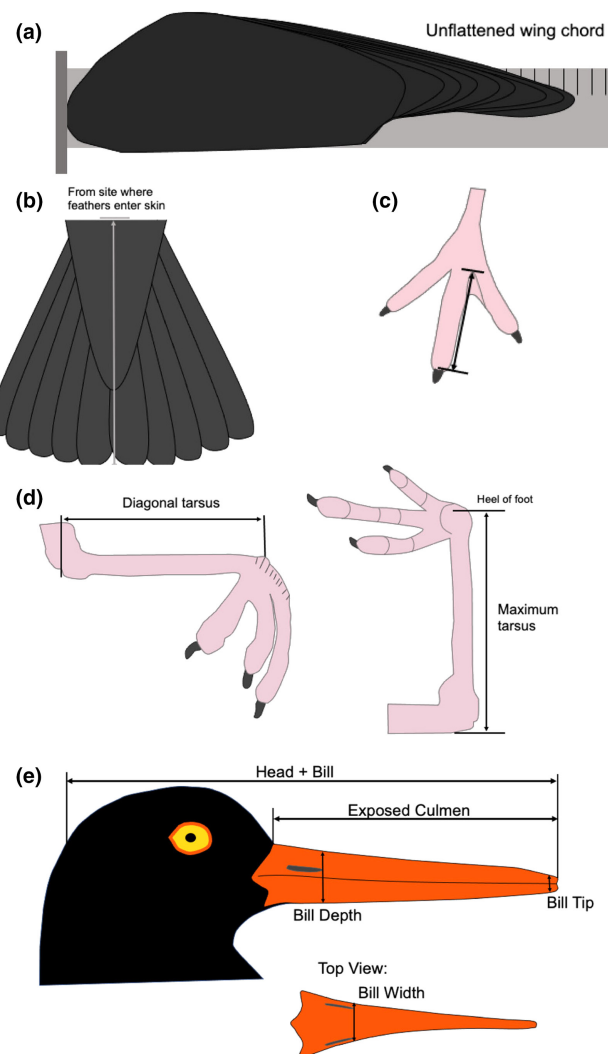 (a)
Unflattened wing chord
(b)
From site where
feathers enter skin
(c)
(d)
Diagonal tarsus
Heel of foot
Maximum
tarsus
(e)
Head + Bill
Exposed Culmen
Bill Depth
Bill Tip
Top View:
Bill Width